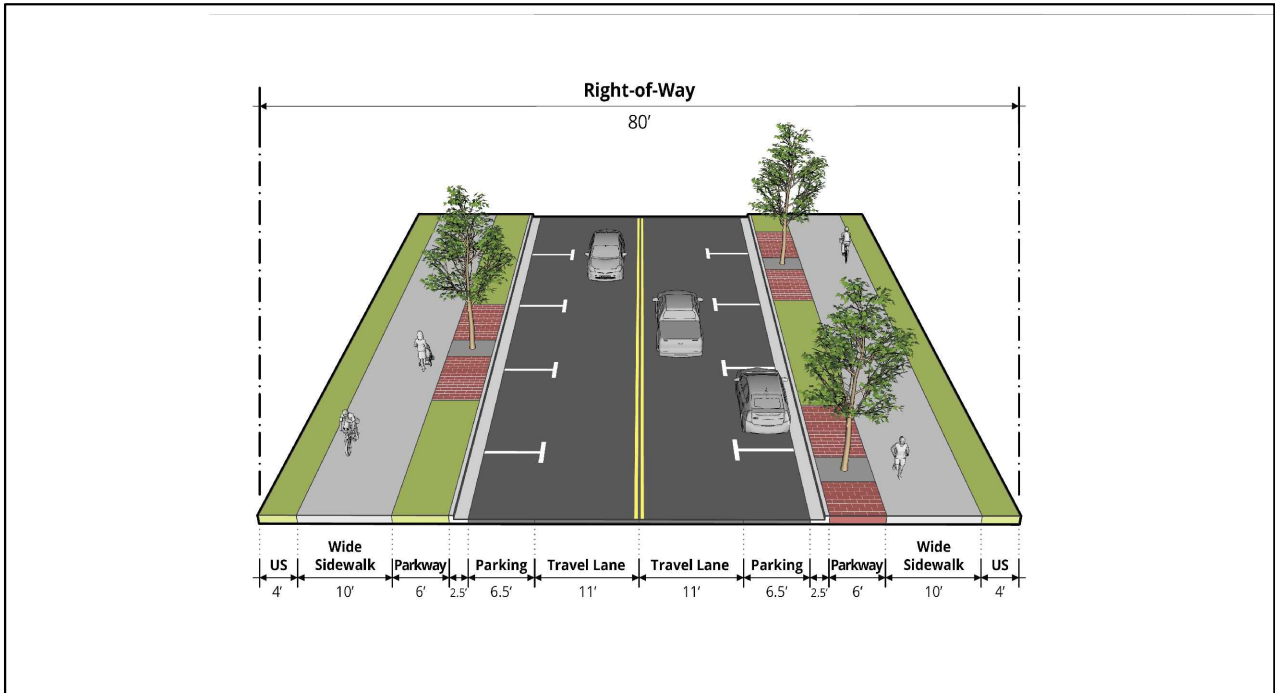 Right-of-Way
80’
US
Wide Sidewalk
Parkway
Parking
Travel Lane
Travel Lane
Parking
Parkway
Wide Sidewalk
US
4’
10’
6’
2.5’
6.5’
11’
11’
6.5’
2.5’
6’
10’
4’